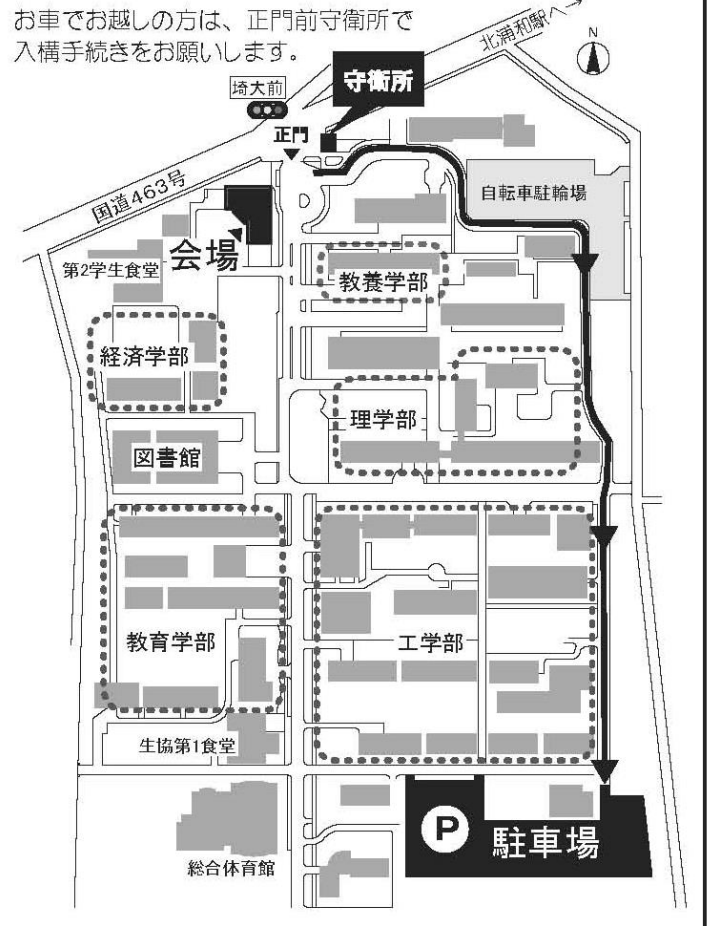 お車でお越しの方は、正門前守衛所で
入構手続きをお願いします。
北浦和駅へ→
N
埼大前
守衛所
正門
国道463号
自転車駐輪場
会場
第2学生食堂
教養学部
経済学部
理学部
図書館
教育学部
工学部
生協第1食堂
P
駐車場
総合体育館